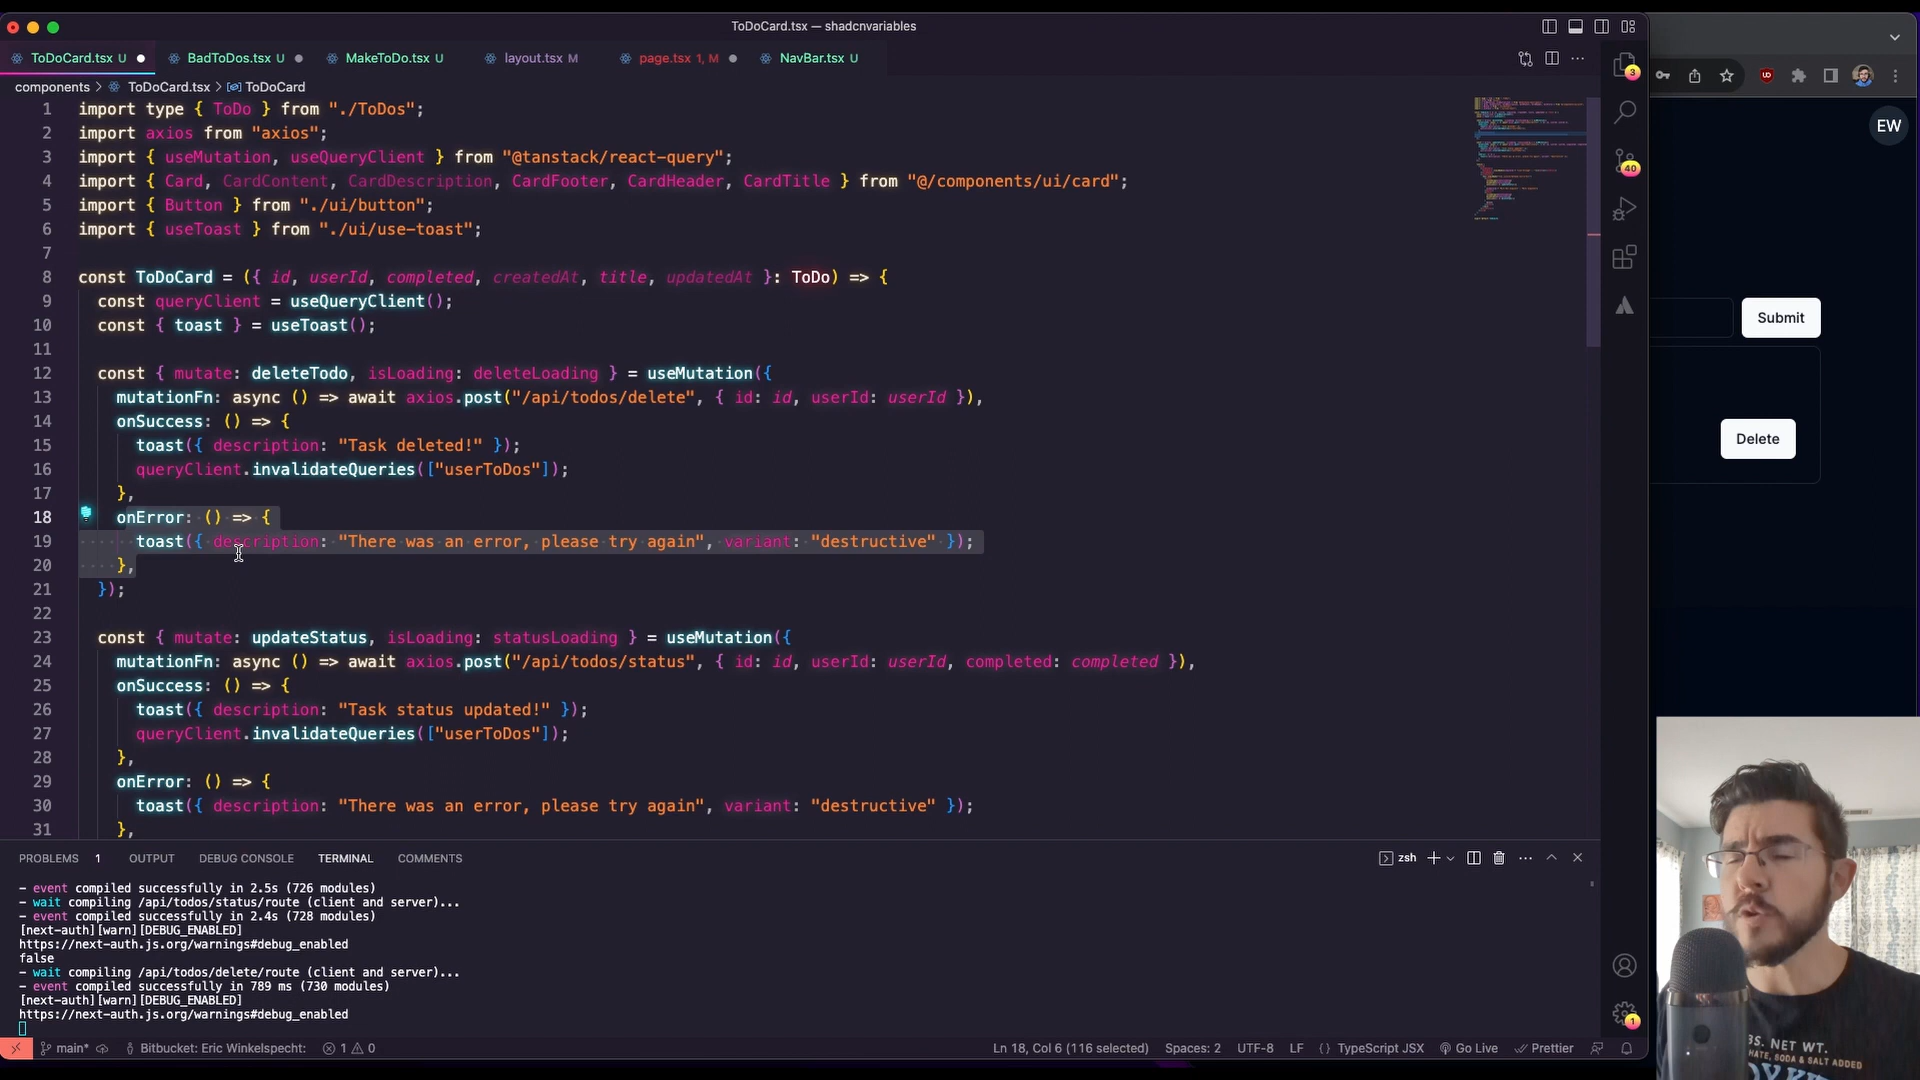 ToDoCard.tsx — shadcnvariables
ToDoCard.tsx U
BadToDos.tsx U
MakeToDo.tsx U
layout.tsx M
page.tsx 1, M
NavBar.tsx U
components > ToDoCard.tsx > ToDoCard
1 import type { ToDo } from "./ToDos";
2 import axios from "axios";
3 import { useMutation, useQueryClient } from "@tanstack/react-query";
4 import { Card, CardContent, CardDescription, CardFooter, CardHeader, CardTitle } from "@/components/ui/card";
5 import { Button } from "./ui/button";
6 import { useToast } from "./ui/use-toast";
7
8 const ToDoCard = ({ id, userId, completed, createdAt, title, updatedAt }: ToDo) => {
9 const queryClient = useQueryClient();
10 const { toast } = useToast();
11
12 const { mutate: deleteTodo, isLoading: deleteLoading } = useMutation({
13 mutationFn: async () => await axios.post("/api/todos/delete", { id: id, userId: userId }),
14 onSuccess: () => {
15 toast({ description: "Task deleted!" });
16 queryClient.invalidateQueries(["userToDos"]);
17 },
18 onError: () => {
19 toast({ description: "There was an error, please try again", variant: "destructive" });
20 },
21 });
22
23 const { mutate: updateStatus, isLoading: statusLoading } = useMutation({
24 mutationFn: async () => await axios.post("/api/todos/status", { id: id, userId: userId, completed: completed }),
25 onSuccess: () => {
26 toast({ description: "Task status updated!" });
27 queryClient.invalidateQueries(["userToDos"]);
28 },
29 onError: () => {
30 toast({ description: "There was an error, please try again", variant: "destructive" });
31 },
3
40
EW
Submit
Delete
PROBLEMS 1 OUTPUT DEBUG CONSOLE TERMINAL COMMENTS
zsh
- event compiled successfully in 2.5s (726 modules)
- wait compiling /api/todos/status/route (client and server)...
- event compiled successfully in 2.4s (728 modules)
[next-auth][warn][DEBUG_ENABLED]
https://next-auth.js.org/warnings#debug_enabled
false
- wait compiling /api/todos/delete/route (client and server)...
- event compiled successfully in 789 ms (730 modules)
[next-auth][warn][DEBUG_ENABLED]
https://next-auth.js.org/warnings#debug_enabled
1
main* Bitbucket: Eric Winkelspecht: 1 0 Ln 18, Col 6 (116 selected) Spaces: 2 UTF-8 LF {} TypeScript JSX Go Live Prettier
NET WT.
SODA & SALT ADDED